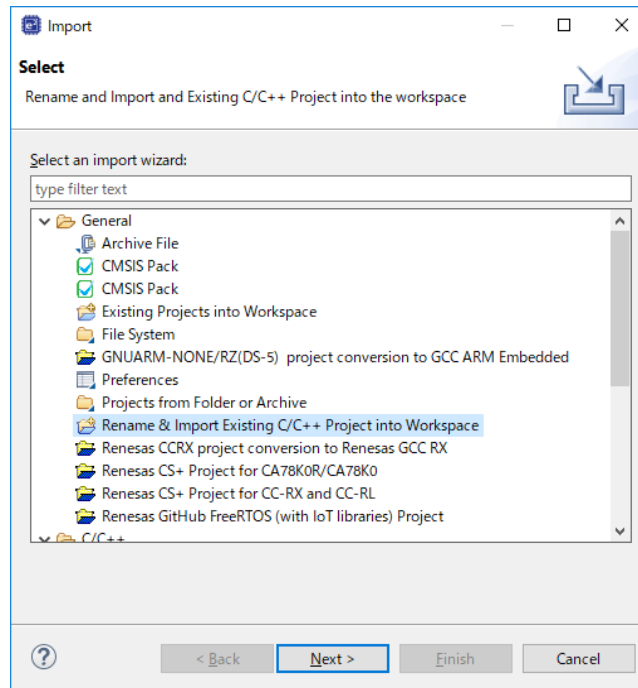 Import
Select
Rename and Import and Existing C/C++ Project into the workspace
Select an import wizard:
type filter text
General
Archive File
CMSIS Pack
CMSIS Pack
Existing Projects into Workspace
File System
GNUARM-NONE/RZ(DS-5)  project conversion to GCC ARM Embedded
Preferences
Projects from Folder or Archive
Rename & Import Existing C/C++ Project into Workspace
Renesas CCRX project conversion to Renesas GCC RX
Renesas CS+ Project for CA78K0R/CA78K0
Renesas CS+ Project for CC-RX and CC-RL
Renesas GitHub FreeRTOS (with IoT libraries) Project
C/C++
? < Back Next > Finish Cancel